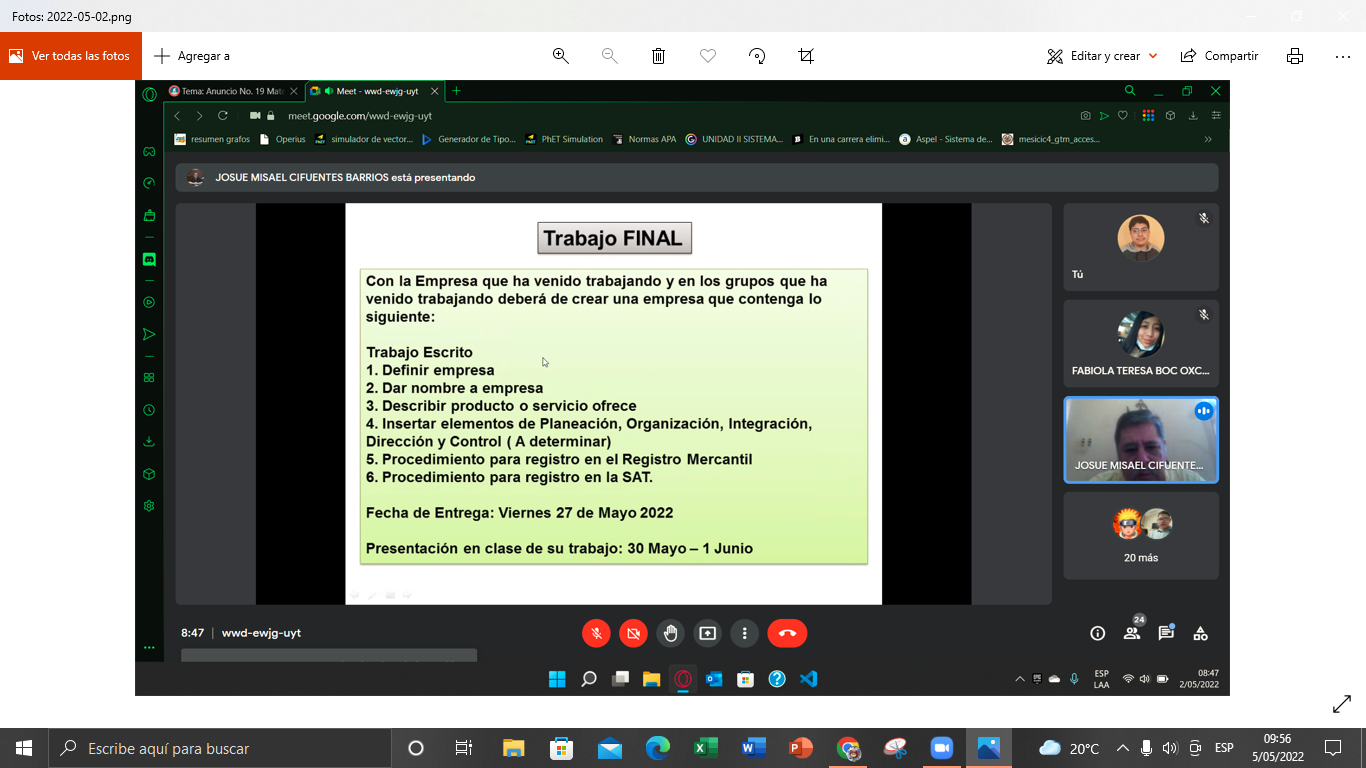 Fotos: 2022-05-02.png
Ver todas las fotos
Agregar a
Editar y crear
Compartir
Tema: Anuncio No. 19 Mat
Meet - wwd-ewjg-uyt
meet.google.com/wwd-ewjg-uyt
resumen grafos
Operius
simulador de vector...
Generador de Tipo...
PhET Simulation
Normas APA
UNIDAD II SISTEMA...
En una carrera elimi...
Aspel - Sistema de...
mesicic4_gtm_acces...
JOSUE MISAEL CIFUENTES BARRIOS está presentando
Trabajo FINAL
Con la Empresa que ha venido trabajando y en los grupos que ha
venido trabajando deberá de crear una empresa que contenga lo
siguiente:
Trabajo Escrito
1. Definir empresa
2. Dar nombre a empresa
3. Describir producto o servicio ofrece
4. Insertar elementos de Planeación, Organización, Integración,
Dirección y Control ( A determinar)
5. Procedimiento para registro en el Registro Mercantil
6. Procedimiento para registro en la SAT.
Fecha de Entrega: Viernes 27 de Mayo 2022
Presentación en clase de su trabajo: 30 Mayo – 1 Junio
Tú
FABIOLA TERESA BOC OXC...
JOSUE MISAEL CIFUENTE...
20 más
8:47 | wwd-ewjg-uyt
24
ESP
LAA
08:47
2/05/2022
Escribe aquí para buscar
20°C
ESP
09:56
5/05/2022